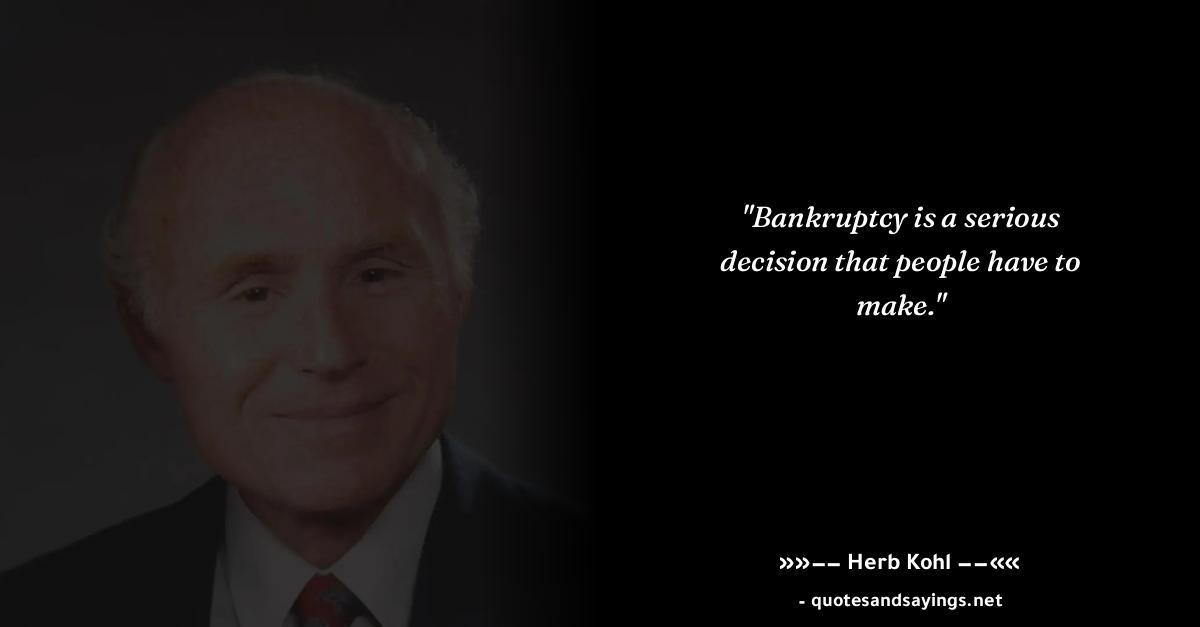 "Bankruptcy is a serious
decision that people have to
make."
»»−− Herb Kohl −−««
- quotesandsayings.net